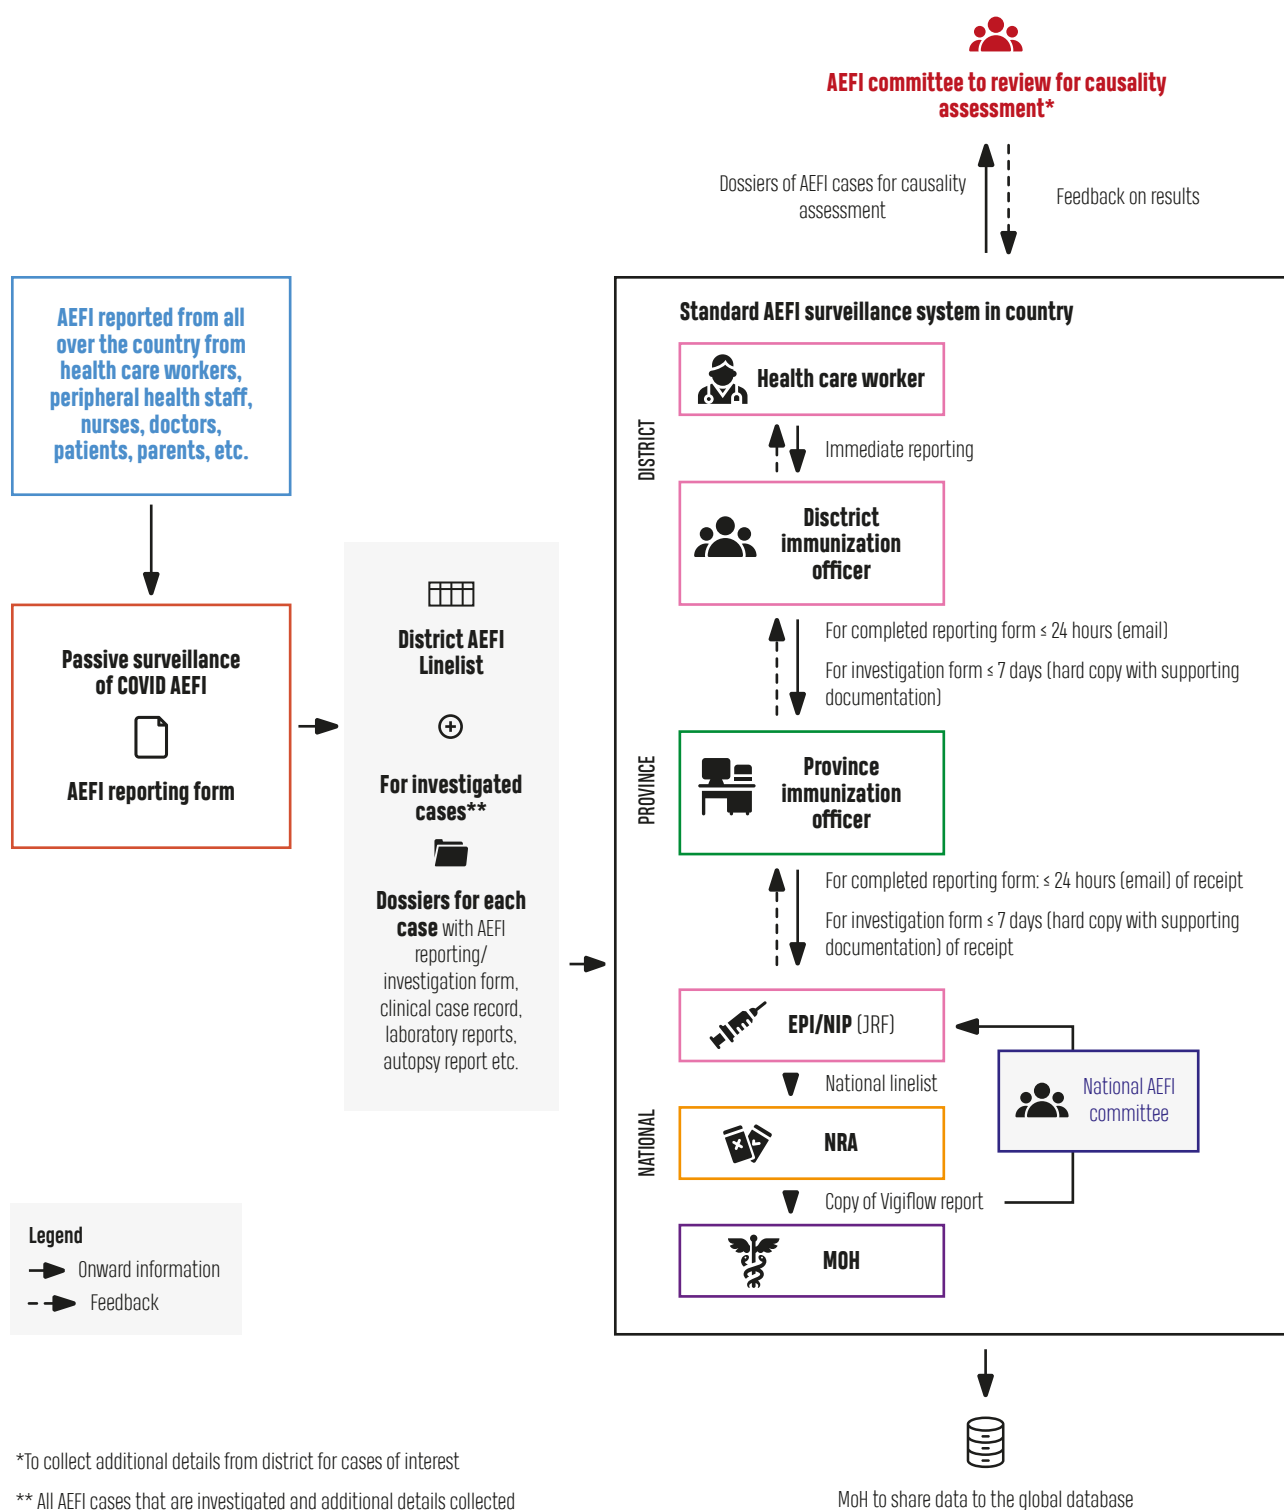 AEFI committee to review for causality
assessment*
Dossiers of AEFI cases for causality
assessment
Feedback on results
AEFI reported from all
over the country from
health care workers,
peripheral health staff,
nurses, doctors,
patients, parents, etc.
Passive surveillance
of COVID AEFI
AEFI reporting form
District AEFI
Linelist
For investigated
cases**
Dossiers for each
case with AEFI
reporting/
investigation form,
clinical case record,
laboratory reports,
autopsy report etc.
Standard AEFI surveillance system in country
DISTRICT
Health care worker
Immediate reporting
Disctrict
immunization
officer
For completed reporting form ≤ 24 hours (email)
For investigation form ≤ 7 days (hard copy with supporting
documentation)
PROVINCE
Province
immunization
officer
For completed reporting form: ≤ 24 hours (email) of receipt
For investigation form ≤ 7 days (hard copy with supporting
documentation) of receipt
NATIONAL
EPI/NIP (JRF)
National linelist
National AEFI
committee
NRA
Copy of Vigiflow report
MOH
Legend
Onward information
Feedback
MoH to share data to the global database
*To collect additional details from district for cases of interest
** All AEFI cases that are investigated and additional details collected